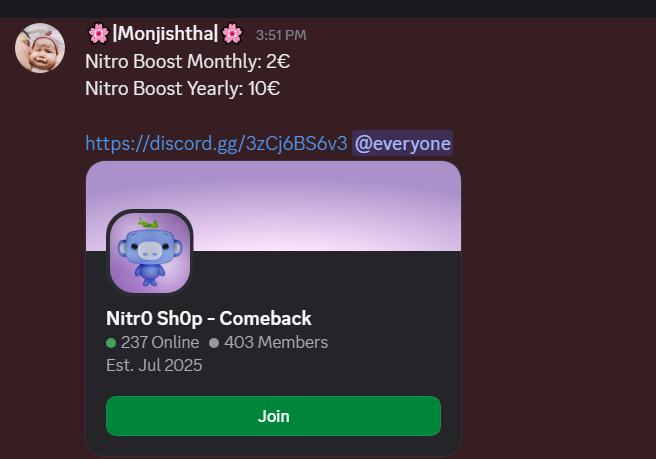 🌸|Monjishtha|🌸 3:51 PM
Nitro Boost Monthly: 2€
Nitro Boost Yearly: 10€
https://discord.gg/3zCj6BS6v3 @everyone
Nitr0 Sh0p - Comeback
237 Online 403 Members
Est. Jul 2025
Join